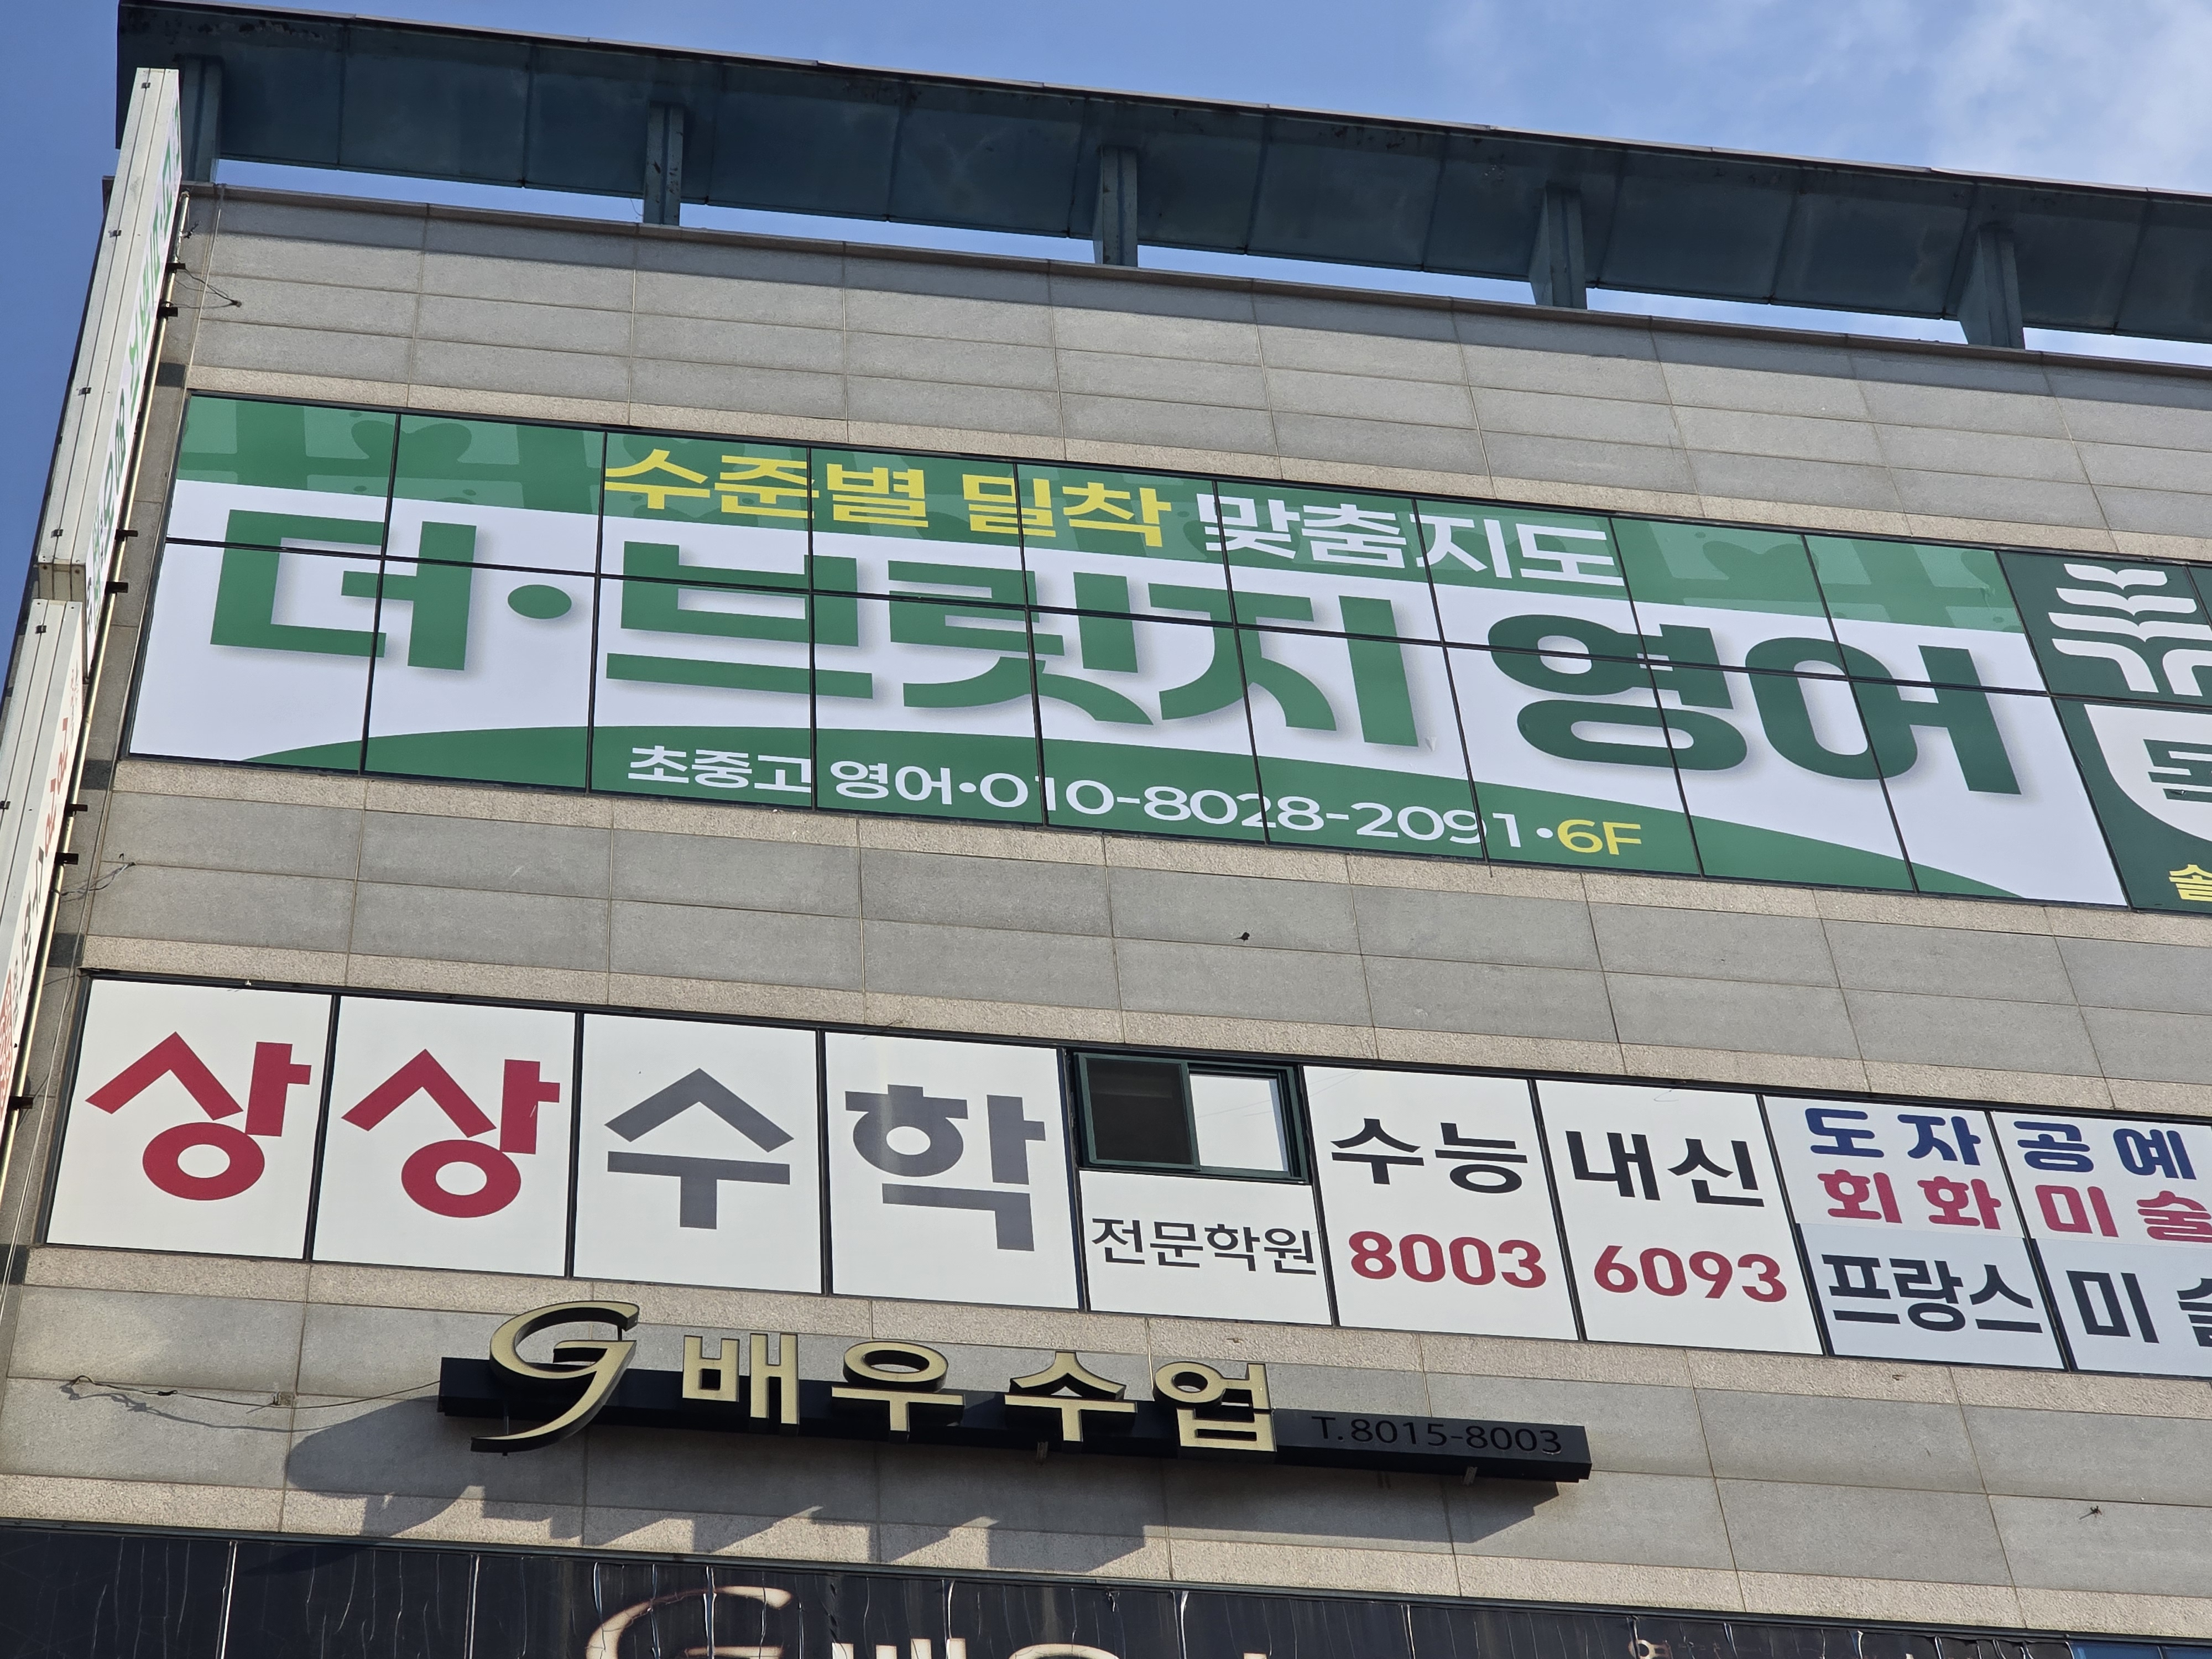 수준별 밀착 맞춤지도
더·브릿지 영어
초중고 영어·010-8028-2091·6F
상상수학
전문학원
수능 내신
8003 6093
도자공예
회화미술
프랑스미
G 배우수업 T.8015-8003